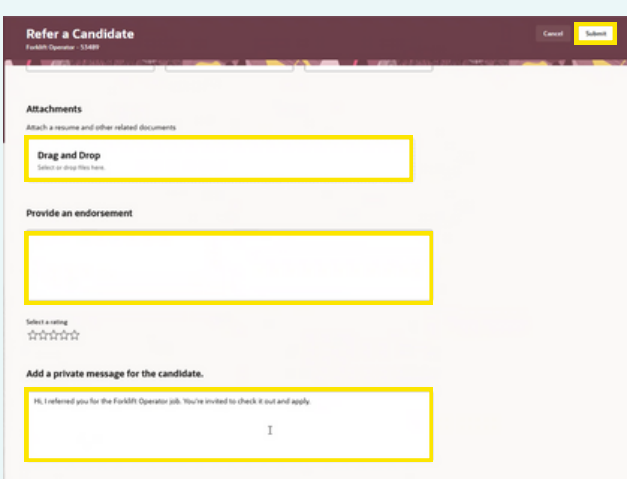 Refer a Candidate
Forklift Operator - 53489
Cancel
Submit
Attachments
Attach a resume and other related documents
Drag and Drop
Select or drop files here.
Provide an endorsement
Select a rating
Add a private message for the candidate.
Hi, I referred you for the Forklift Operator job. You're invited to check it out and apply.